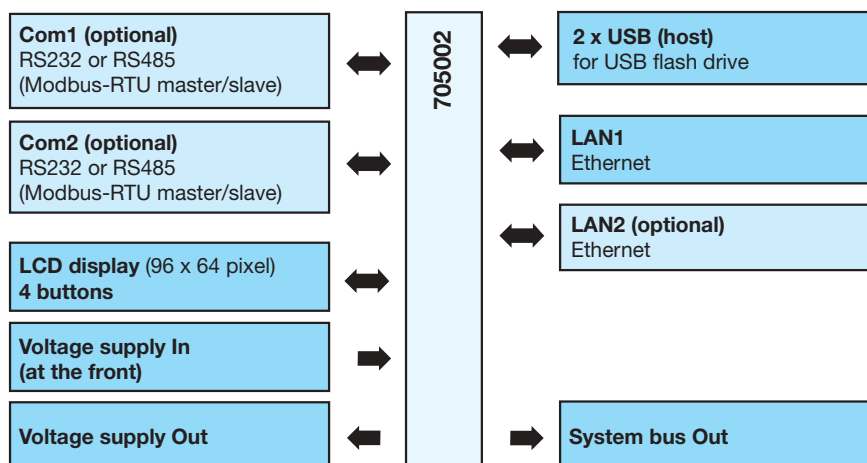 Com1 (optional)
RS232 or RS485
(Modbus-RTU master/slave)
Com2 (optional)
RS232 or RS485
(Modbus-RTU master/slave)
LCD display (96 x 64 pixel)
4 buttons
Voltage supply In
(at the front)
Voltage supply Out
705002
2 x USB (host)
for USB flash drive
LAN1
Ethernet
LAN2 (optional)
Ethernet
System bus Out